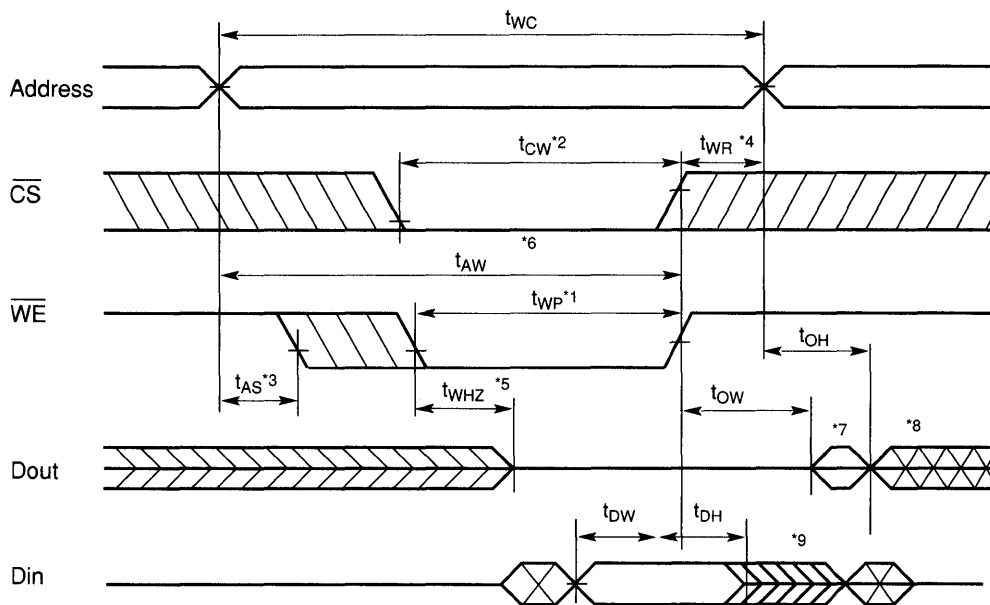 tWC
Address
tCW*2
tWR *4
CS
*6
tAW
WE
tWP*1
tOH
tAS*3
tWHZ *5
tOW
*7
*8
Dout
tDW
tDH
*9
Din